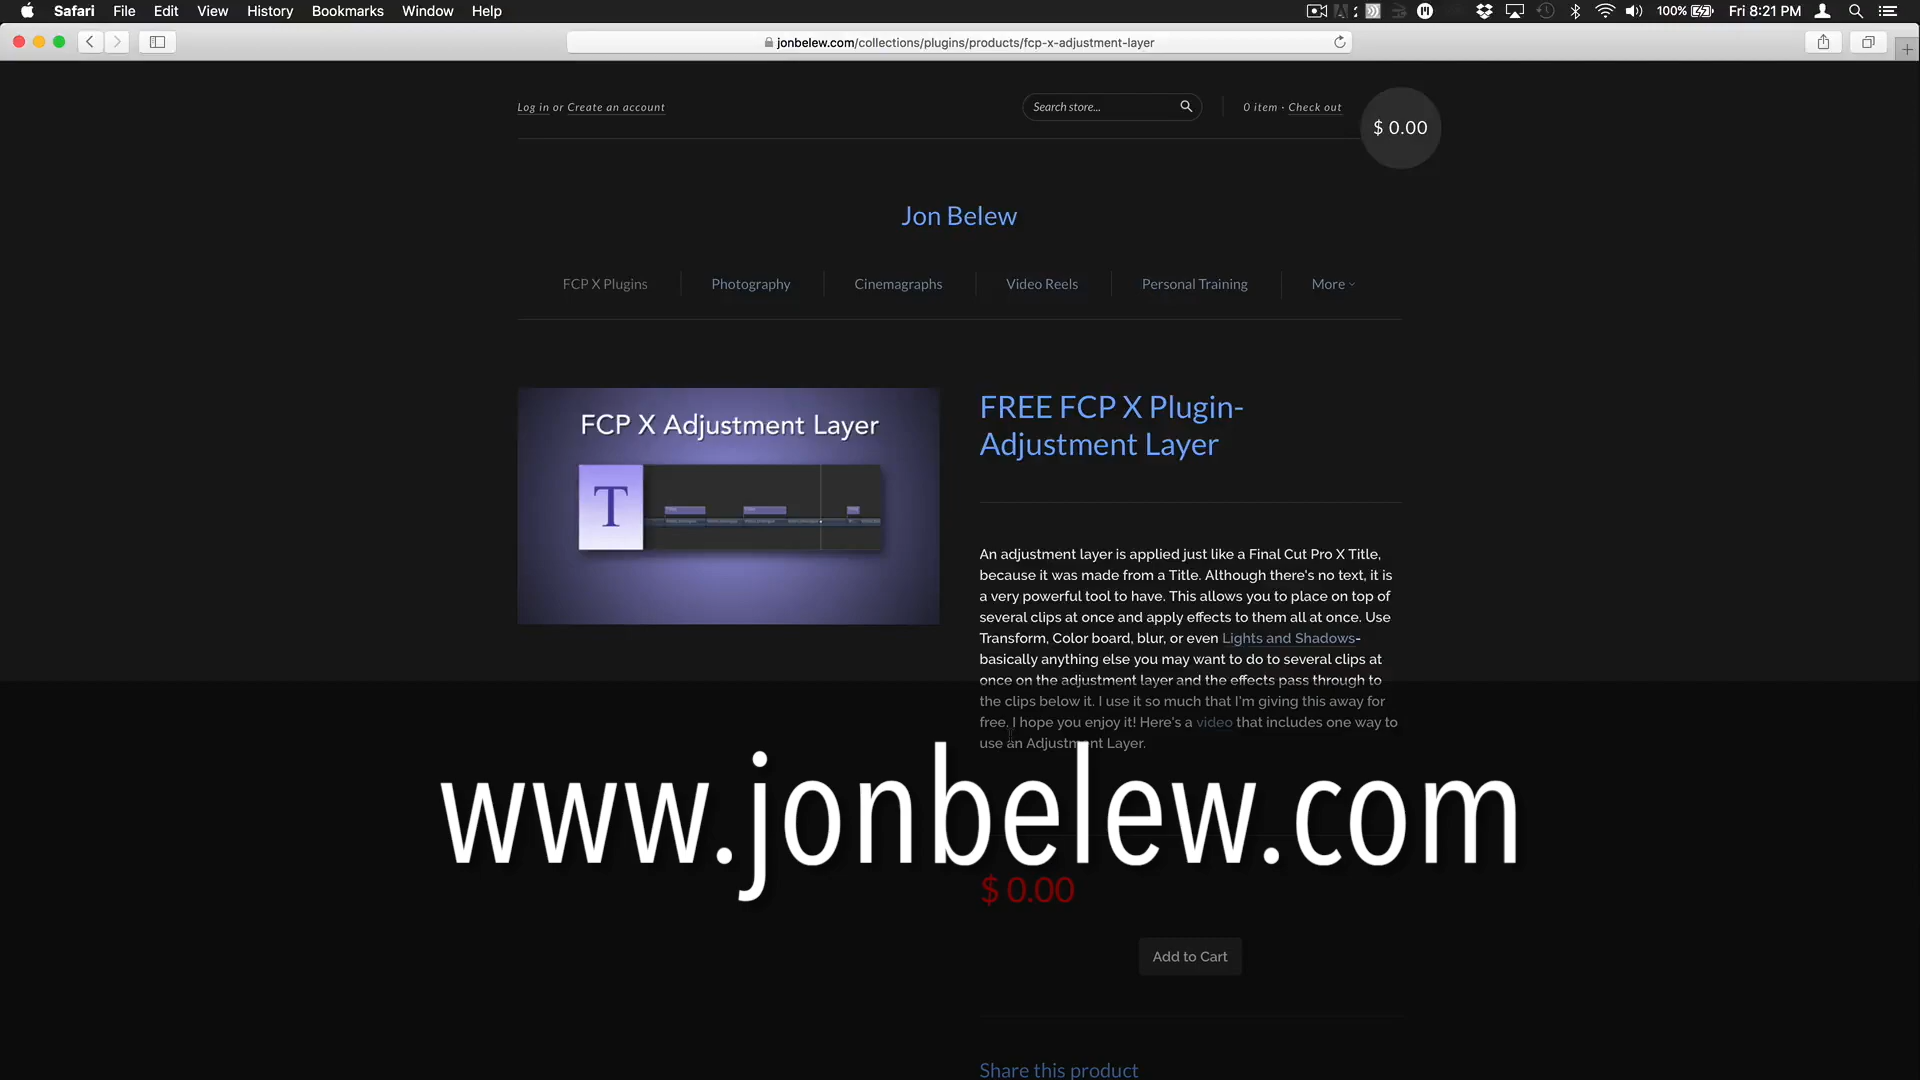 Safari File Edit View History Bookmarks Window Help 100% Fri 8:21 PM
jonbelew.com/collections/plugins/products/fcp-x-adjustment-layer
Log in or Create an account
Search store...
0 item · Check out
$ 0.00
Jon Belew
FCP X Plugins Photography Cinemagraphs Video Reels Personal Training More
FCP X Adjustment Layer
T
FREE FCP X Plugin-
Adjustment Layer
An adjustment layer is applied just like a Final Cut Pro X Title,
because it was made from a Title. Although there's no text, it is
a very powerful tool to have. This allows you to place on top of
several clips at once and apply effects to them all at once. Use
Transform, Color board, blur, or even Lights and Shadows-
basically anything else you may want to do to several clips at
once on the adjustment layer and the effects pass through to
the clips below it. I use it so much that I'm giving this away for
free. I hope you enjoy it! Here's a video that includes one way to
use an Adjustment Layer.
www.jonbelew.com
$ 0.00
Add to Cart
Share this product